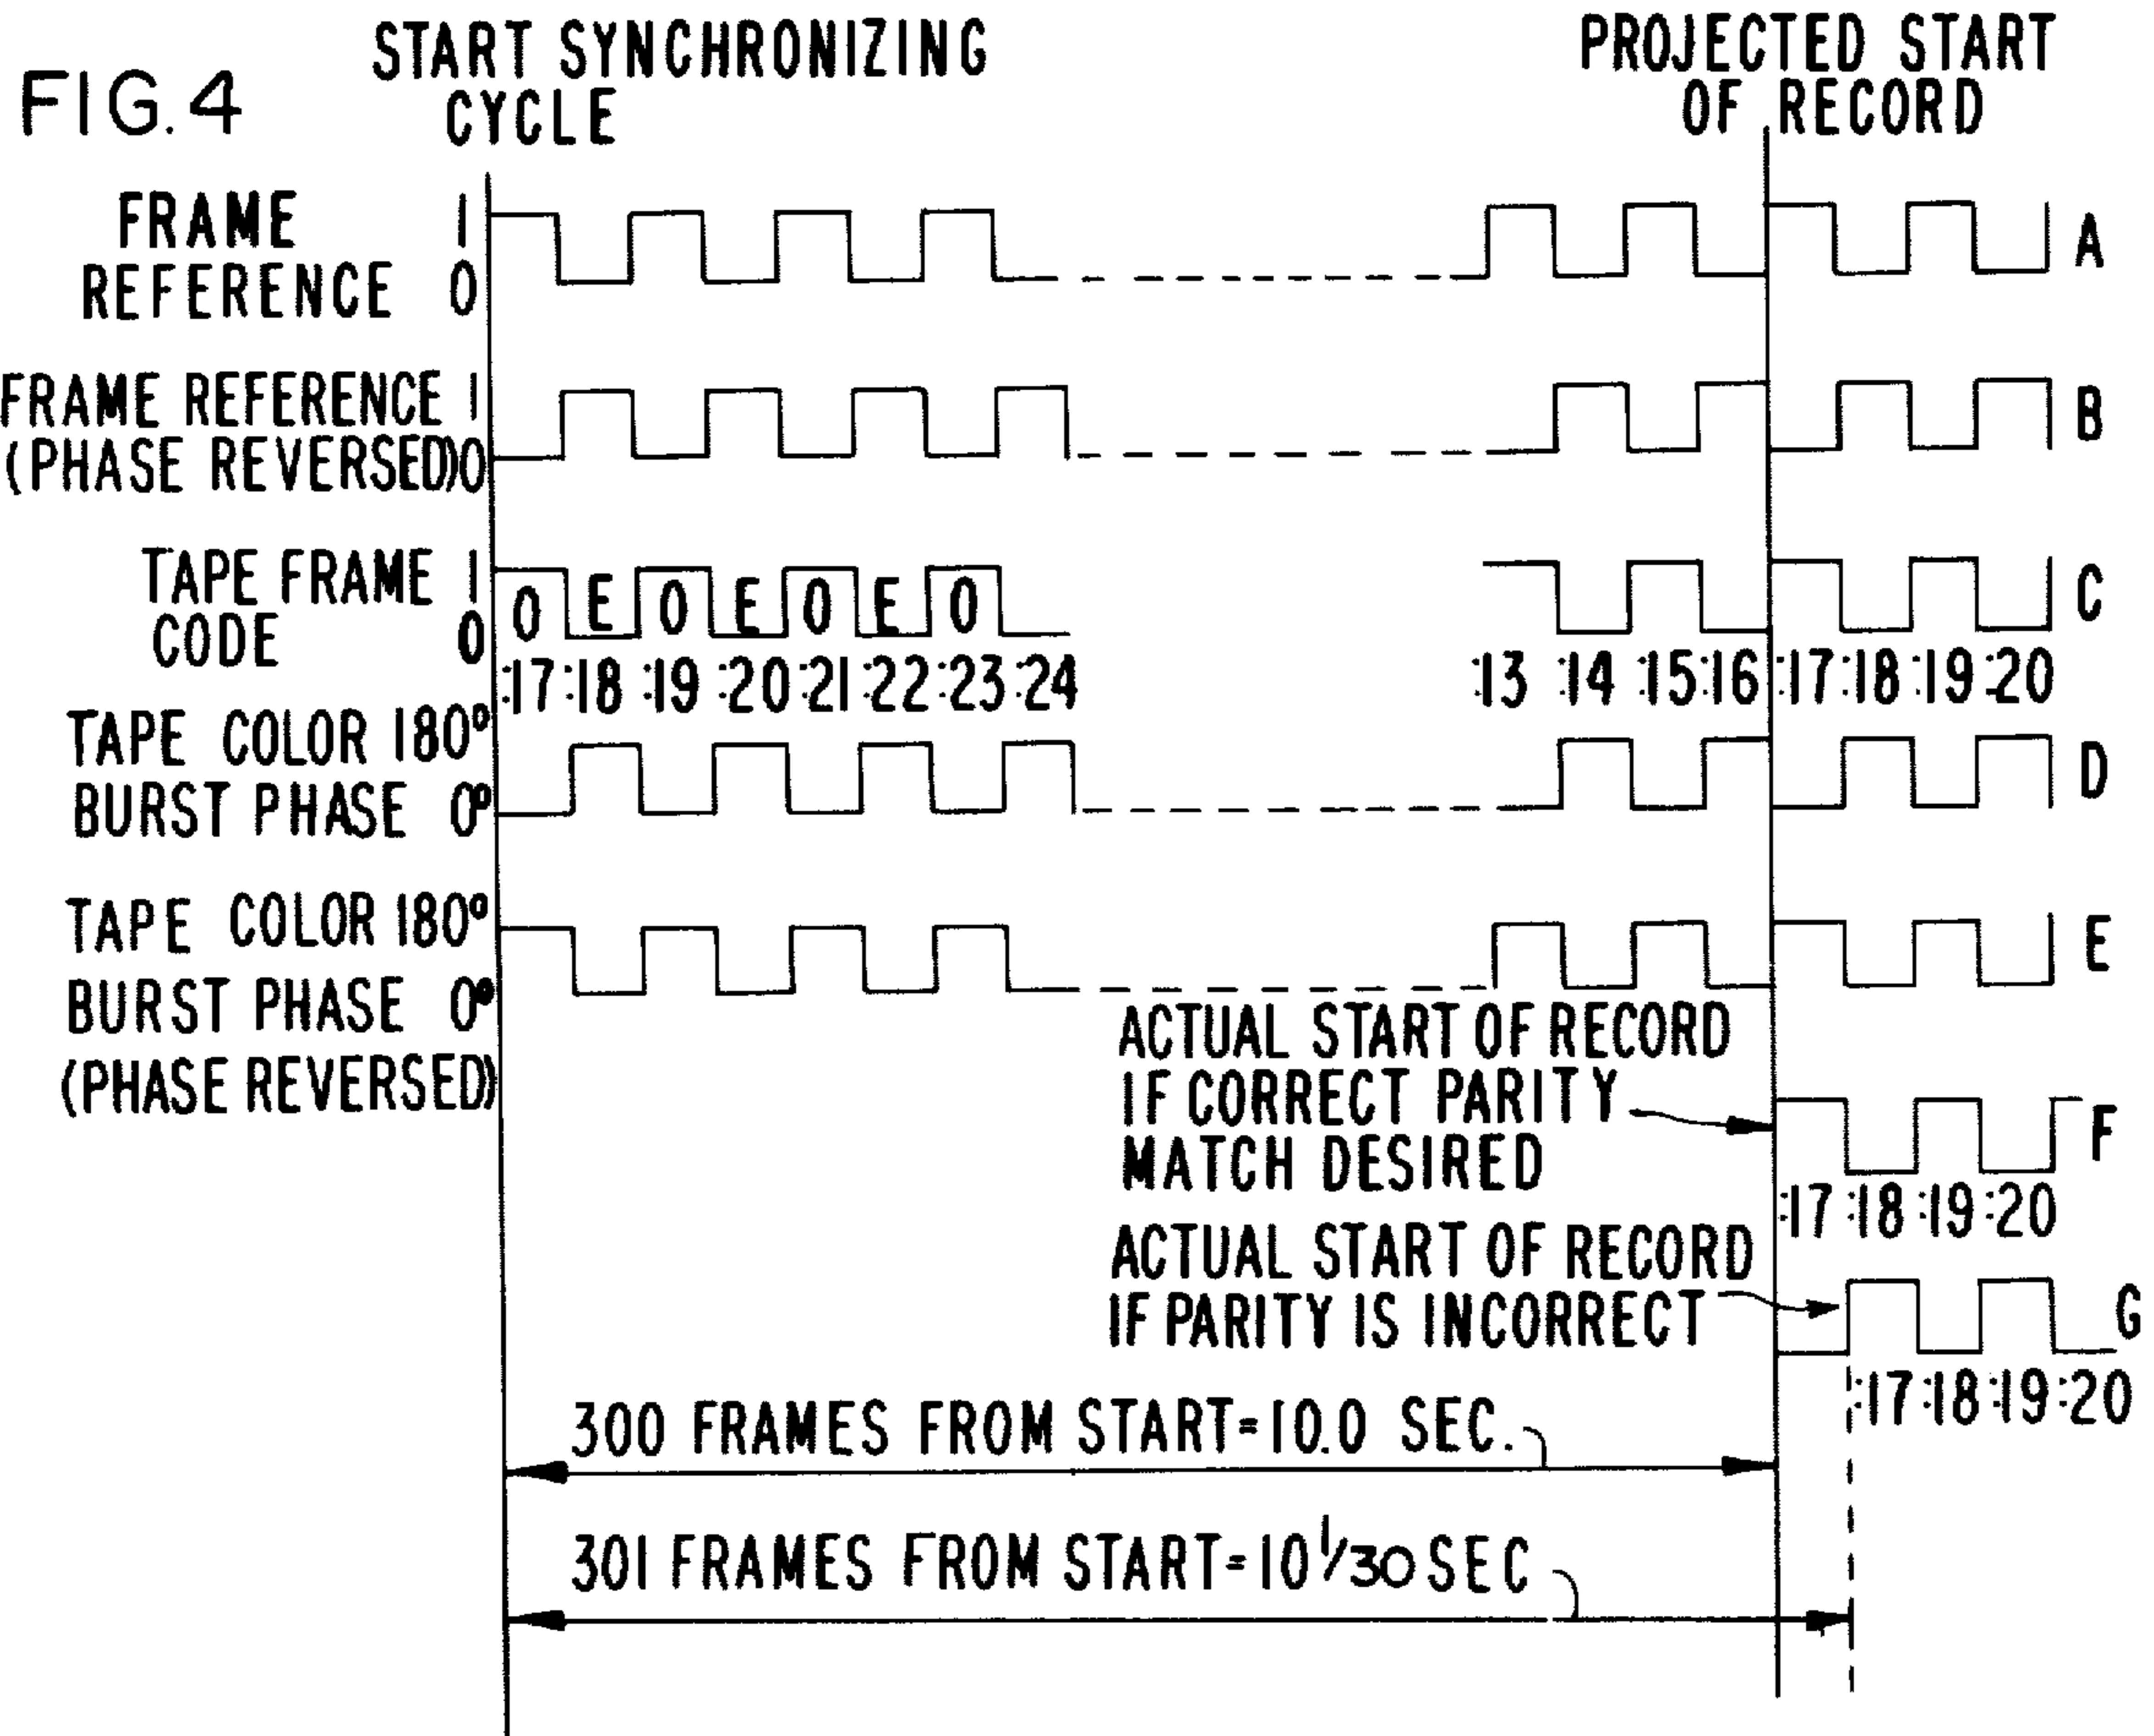 FIG. 4
START SYNCHRONIZING
CYCLE
PROJECTED START
OF RECORD
FRAME 1
REFERENCE 0
A
FRAME REFERENCE 1
(PHASE REVERSED) 0
B
TAPE FRAME 1
CODE 0
O E O E O E O
C
:17 :18 :19 :20 :21 :22 :23 :24
:13 :14 :15 :16 :17 :18 :19 :20
TAPE COLOR 180°
BURST PHASE 0°
D
TAPE COLOR 180°
BURST PHASE 0°
(PHASE REVERSED)
E
ACTUAL START OF RECORD
IF CORRECT PARITY
MATCH DESIRED
F
:17 :18 :19 :20
ACTUAL START OF RECORD
IF PARITY IS INCORRECT
G
:17 :18 :19 :20
300 FRAMES FROM START=10.0 SEC.
301 FRAMES FROM START=10 1/30 SEC